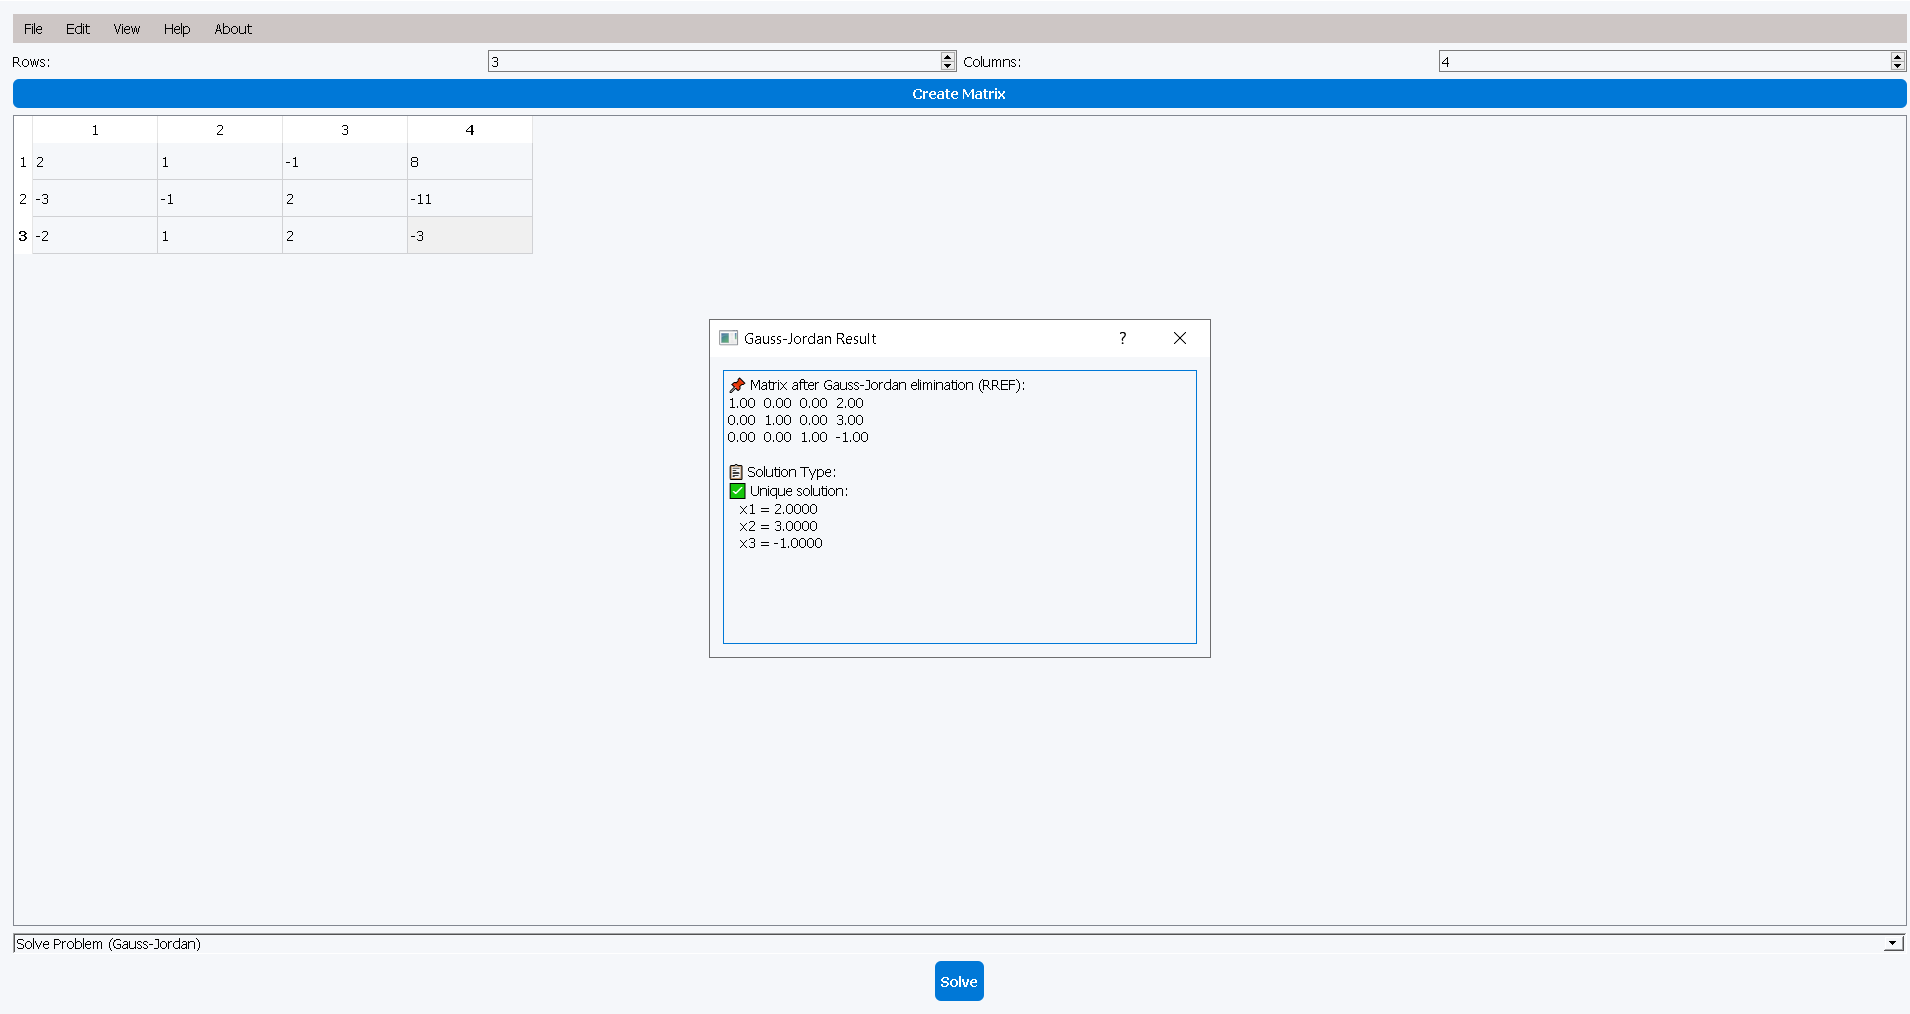 File Edit View Help About
Rows: 3 Columns: 4
Create Matrix
1 2 3 4
1 2 1 -1 8
2 -3 -1 2 -11
3 -2 1 2 -3
Gauss-Jordan Result ?
📌 Matrix after Gauss-Jordan elimination (RREF):
1.00 0.00 0.00 2.00
0.00 1.00 0.00 3.00
0.00 0.00 1.00 -1.00
📋 Solution Type:
✅ Unique solution:
x1 = 2.0000
x2 = 3.0000
x3 = -1.0000
Solve Problem (Gauss-Jordan)
Solve